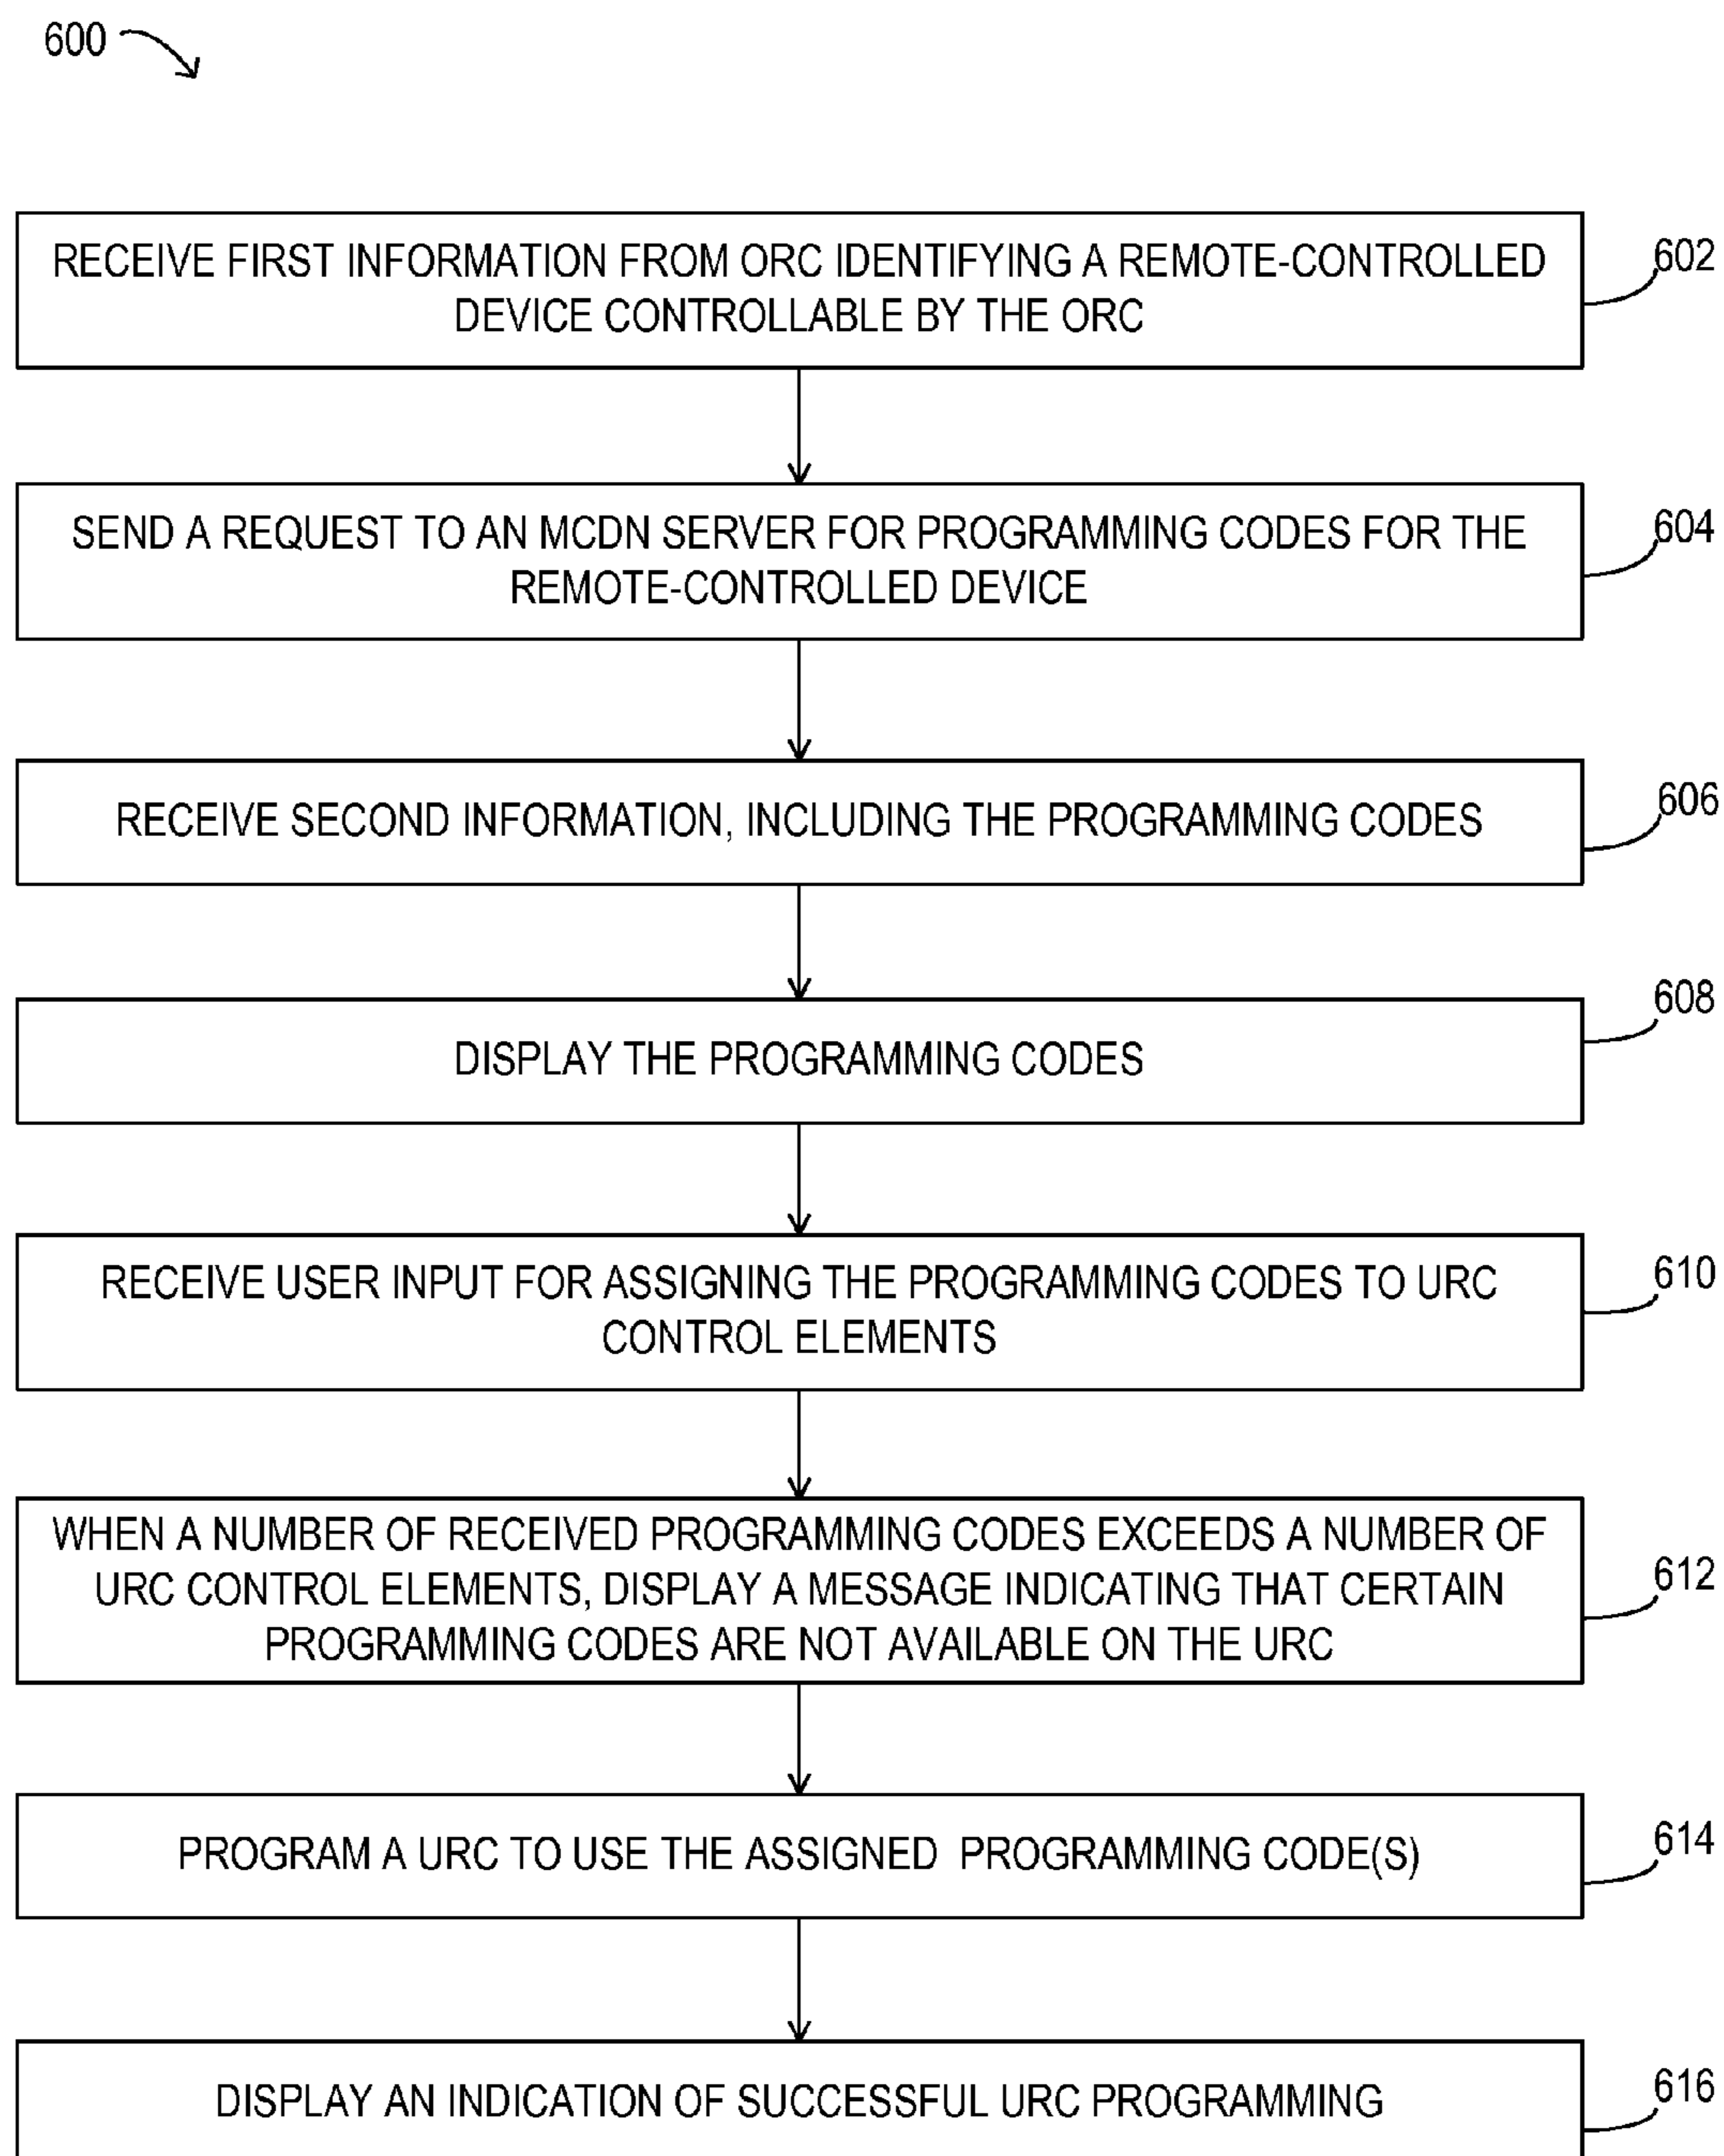 600
RECEIVE FIRST INFORMATION FROM ORC IDENTIFYING A REMOTE-CONTROLLED
DEVICE CONTROLLABLE BY THE ORC
602
SEND A REQUEST TO AN MCDN SERVER FOR PROGRAMMING CODES FOR THE
REMOTE-CONTROLLED DEVICE
604
RECEIVE SECOND INFORMATION, INCLUDING THE PROGRAMMING CODES
606
DISPLAY THE PROGRAMMING CODES
608
RECEIVE USER INPUT FOR ASSIGNING THE PROGRAMMING CODES TO URC
CONTROL ELEMENTS
610
WHEN A NUMBER OF RECEIVED PROGRAMMING CODES EXCEEDS A NUMBER OF
URC CONTROL ELEMENTS, DISPLAY A MESSAGE INDICATING THAT CERTAIN
PROGRAMMING CODES ARE NOT AVAILABLE ON THE URC
612
PROGRAM A URC TO USE THE ASSIGNED PROGRAMMING CODE(S)
614
DISPLAY AN INDICATION OF SUCCESSFUL URC PROGRAMMING
616